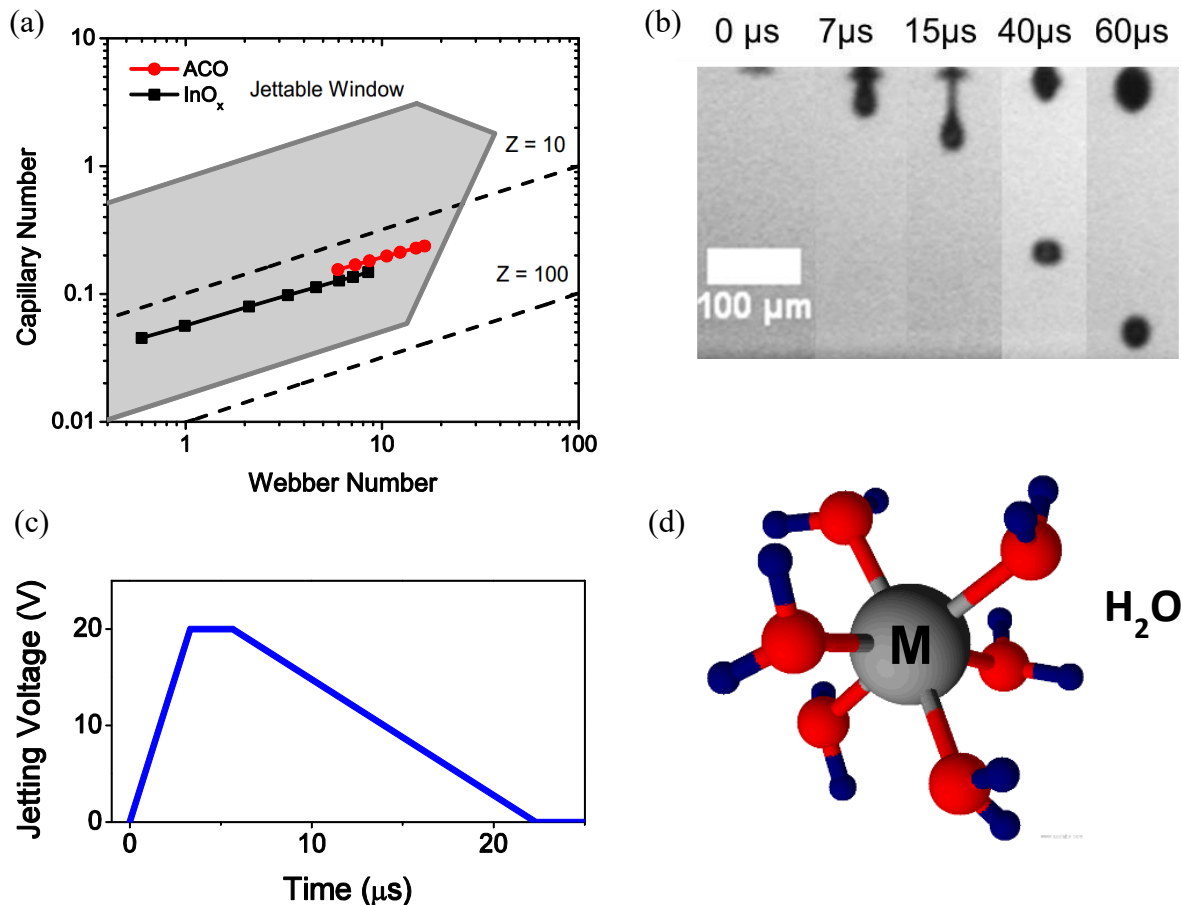 (a)
10
1
0.1
0.01
1
10
100
Capillary Number
Webber Number
ACO
InOₓ
Jettable Window
Z = 10
Z = 100
(b)
0 µs 7µs 15µs 40µs 60µs
100 µm
(c)
20
0
0
10
20
Jetting Voltage (V)
Time (µs)
(d)
M
H₂O